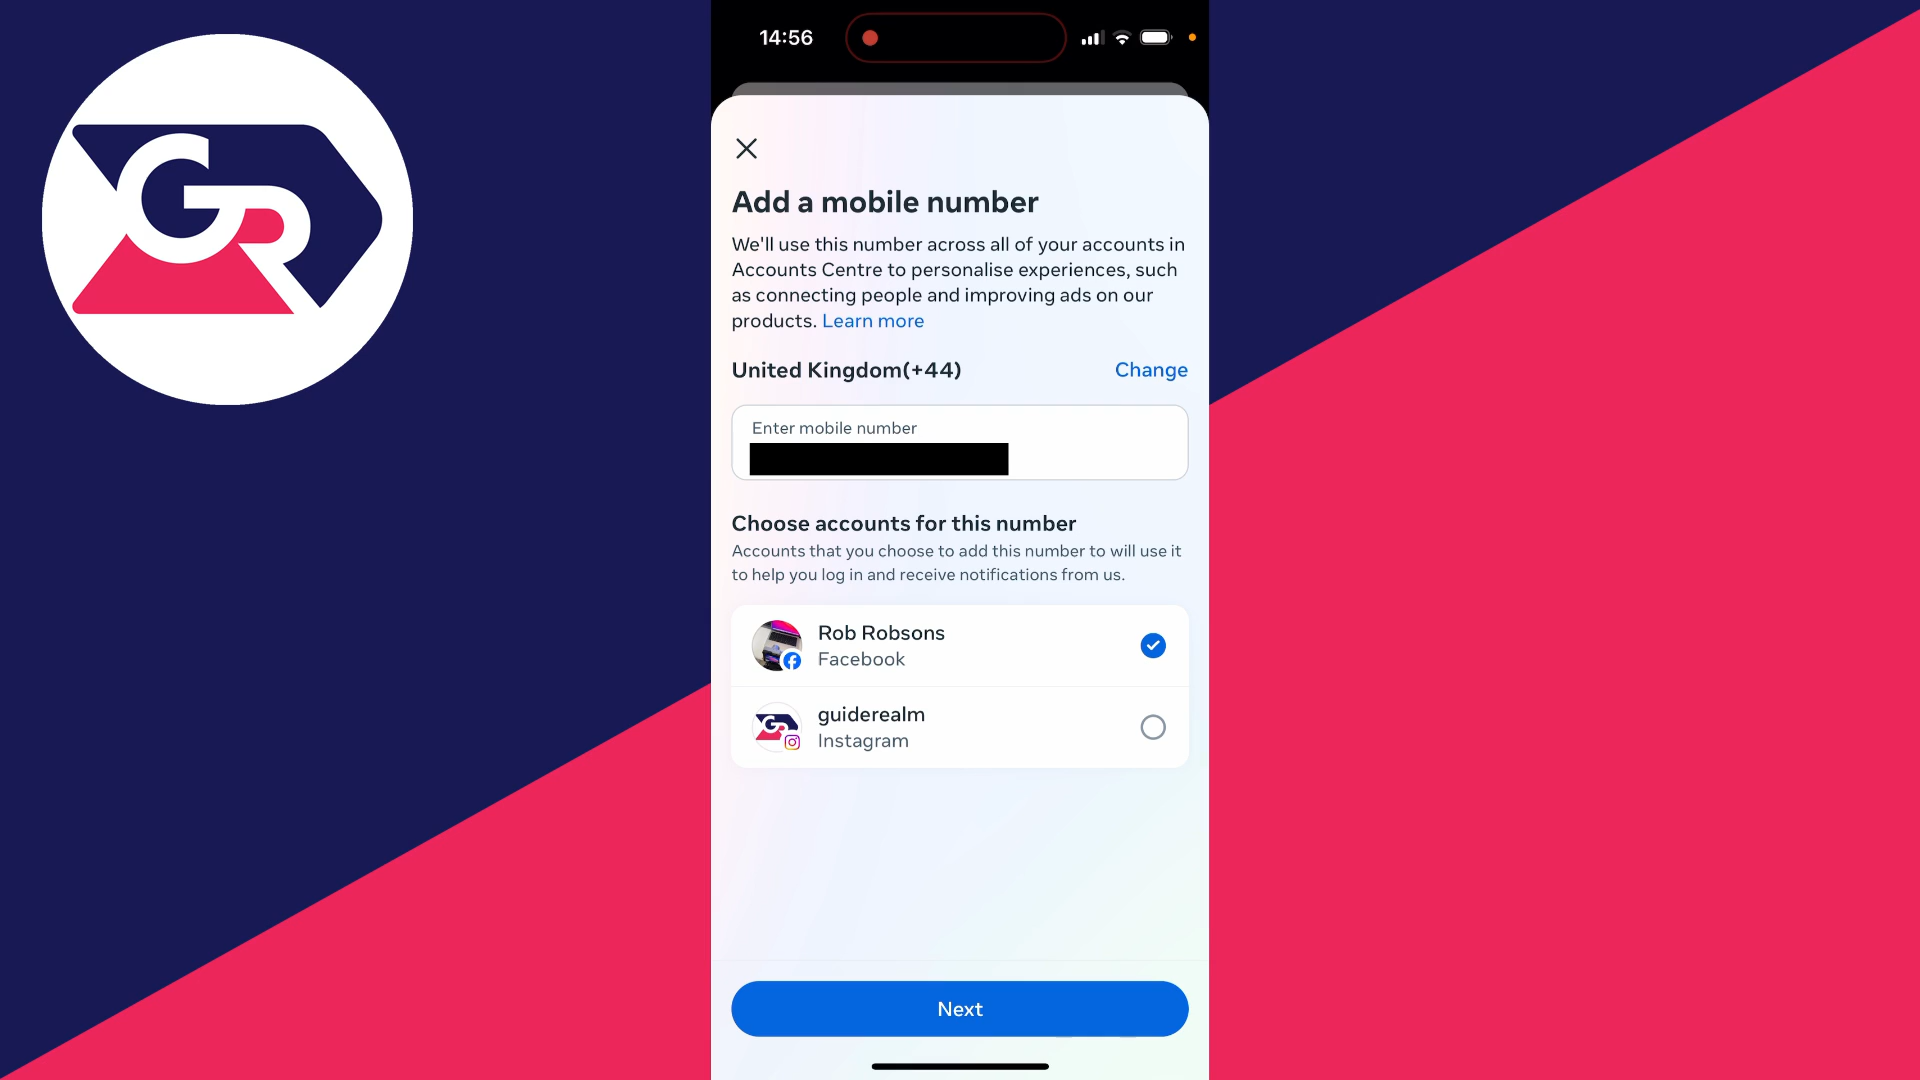 GR
14:56
Add a mobile number
We'll use this number across all of your accounts in
Accounts Centre to personalise experiences, such
as connecting people and improving ads on our
products. Learn more
United Kingdom(+44)
Change
Enter mobile number
Choose accounts for this number
Accounts that you choose to add this number to will use it
to help you log in and receive notifications from us.
Rob Robsons
Facebook
GR
guiderealm
Instagram
Next